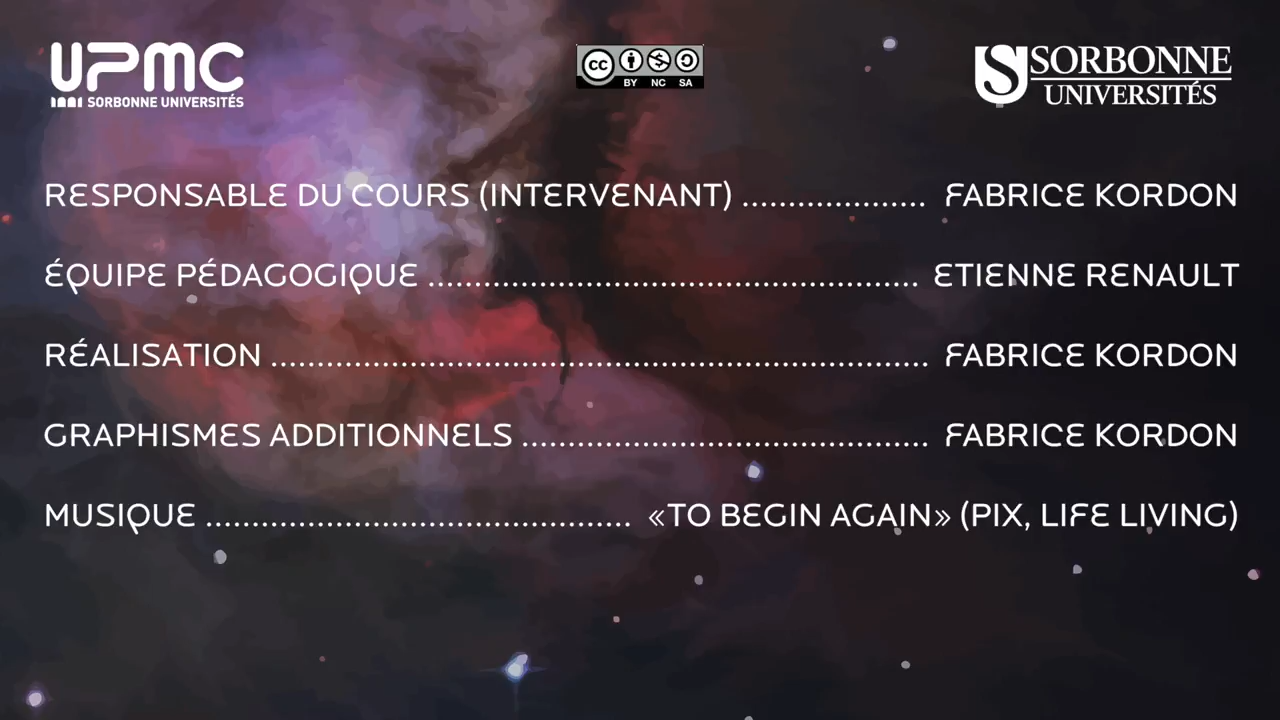 UPMC
SORBONNE UNIVERSITÉS
cc
BY NC SA
SORBONNE
UNIVERSITÉS
RESPONSABLE DU COURS (INTERVENANT) ..................... FABRICE KORDON
ÉQUIPE PÉDAGOGIQUE ..................................................... ETIENNE RENAULT
RÉALISATION ....................................................................... FABRICE KORDON
GRAPHISMES ADDITIONNELS ............................................ FABRICE KORDON
MUSIQUE .............................................. «TO BEGIN AGAIN» (PIX, LIFE LIVING)